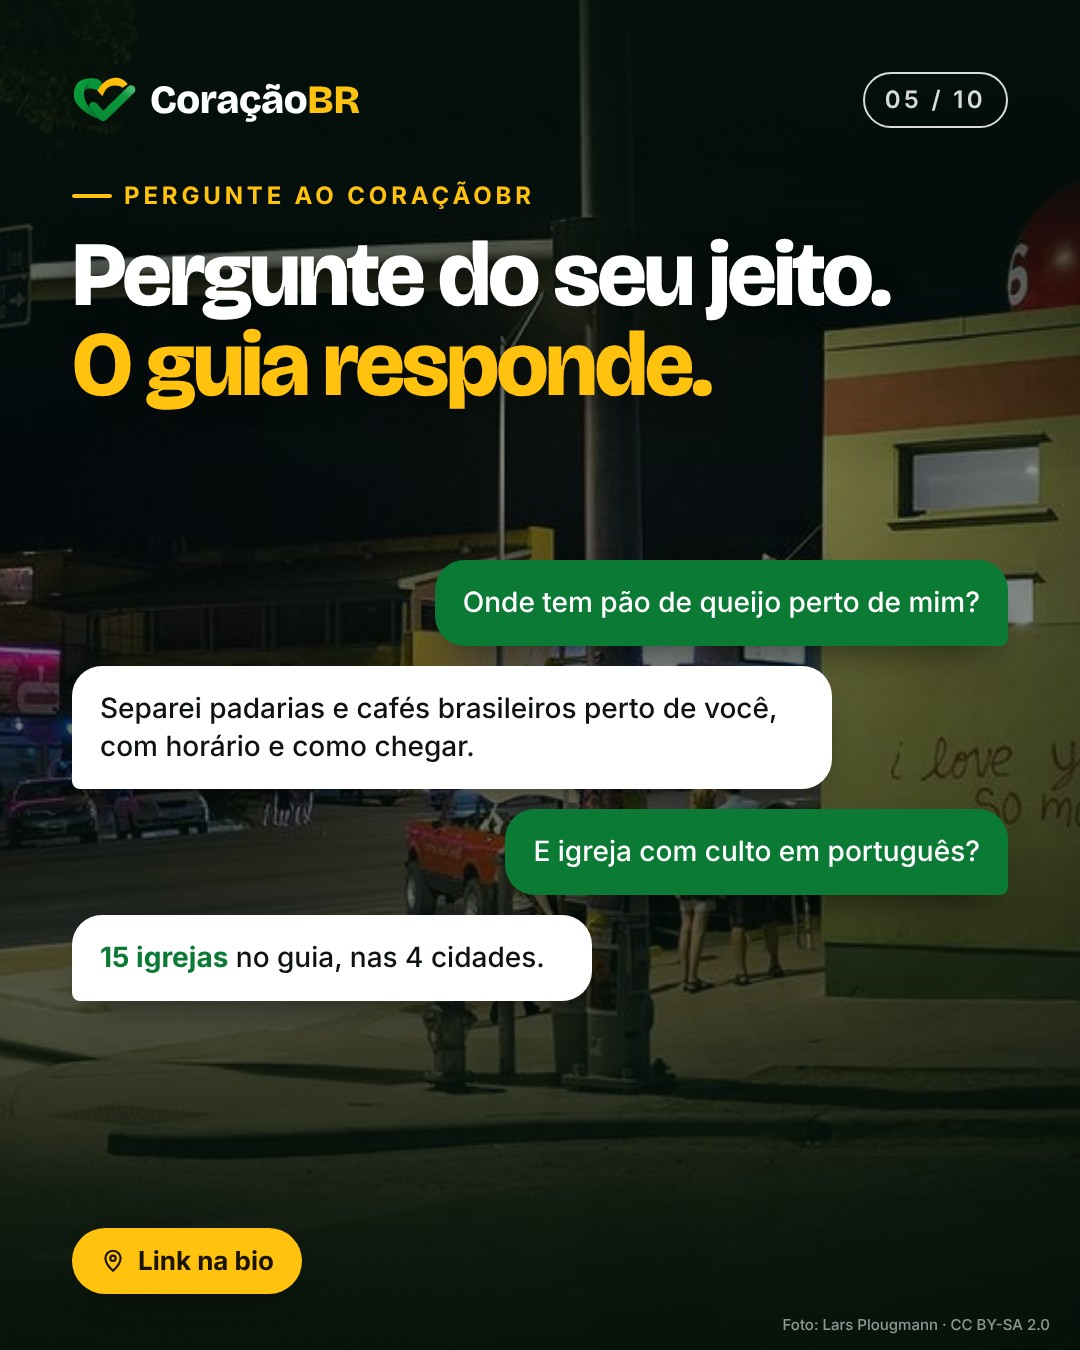 CoraçãoBR
05 / 10
PERGUNTE AO CORAÇÃOBR
Pergunte do seu jeito.
O guia responde.
6
Onde tem pão de queijo perto de mim?
Separei padarias e cafés brasileiros perto de você,
com horário e como chegar.
i love y
so m
E igreja com culto em português?
15 igrejas no guia, nas 4 cidades.
Link na bio
Foto: Lars Plougmann · CC BY-SA 2.0